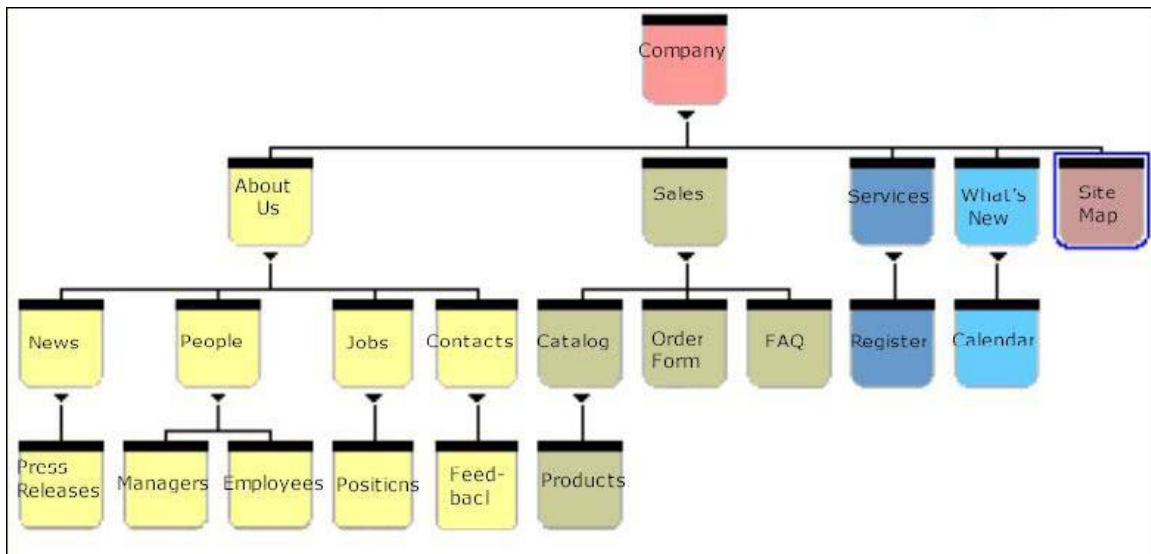 Company
About
Us
Sales
Services
What's
New
Site
Map
News
People
Jobs
Contacts
Catalog
Order
Form
FAQ
Register
Calendar
Press
Releases
Managers
Employees
Positions
Feed-
bacl
Products